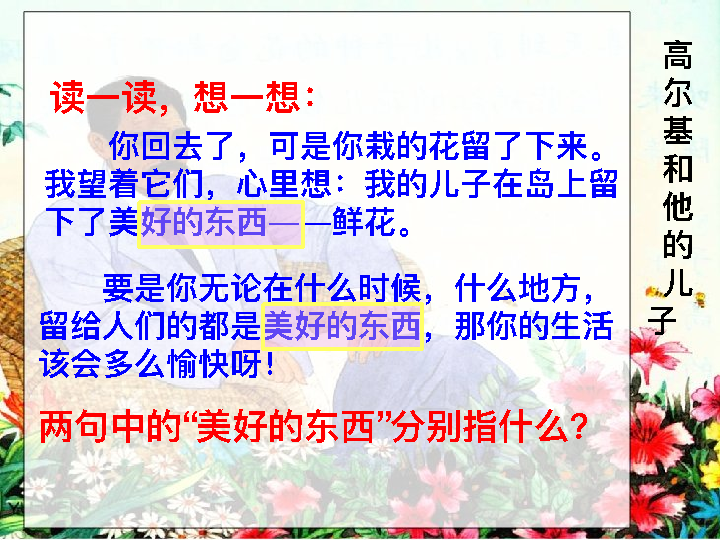 读一读，想一想：
你回去了，可是你栽的花留了下来。
我望着它们，心里想：我的儿子在岛上留
下了美好的东西——鲜花。
要是你无论在什么时候，什么地方，
留给人们的都是美好的东西，那你的生活
该会多么愉快呀！
两句中的“美好的东西”分别指什么？
高尔基和他的儿子